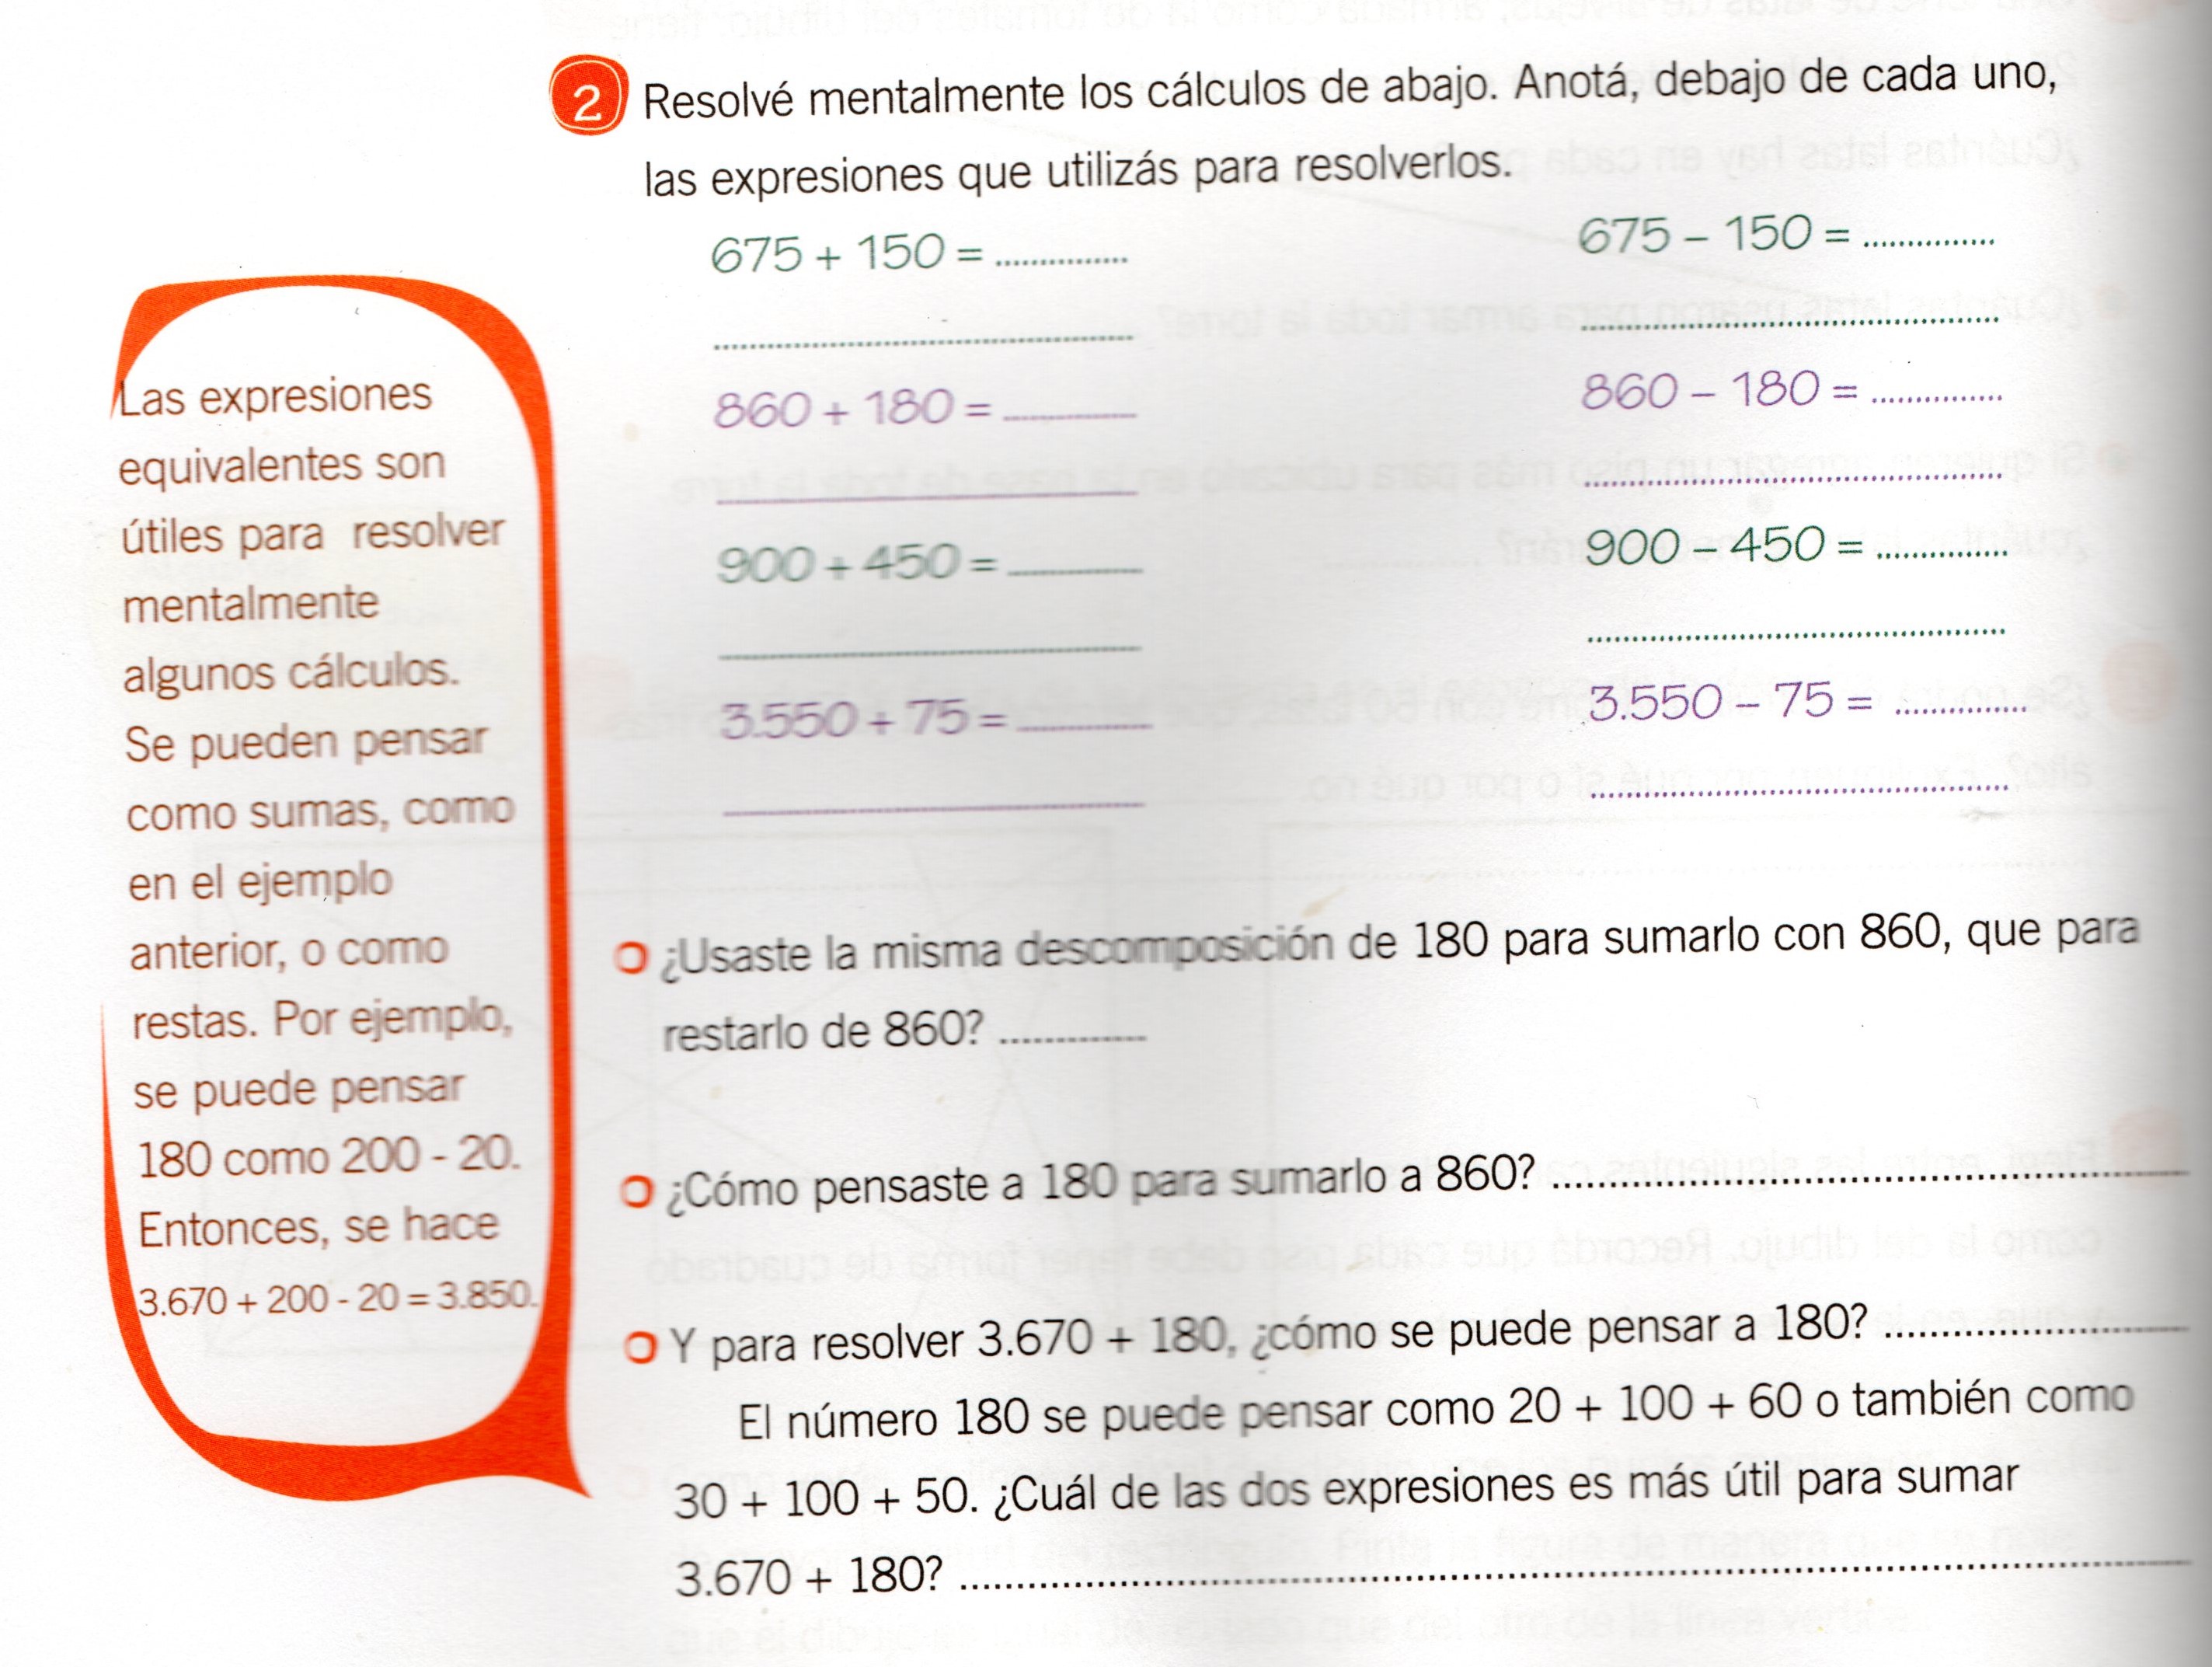 2 Resolvé mentalmente los cálculos de abajo. Anotá, debajo de cada uno,
las expresiones que utilizás para resolverlos.
675 + 150 = ...............
675 – 150 = ...............
860 + 180 = ...............
860 – 180 = ...............
900 + 450 = ...............
900 – 450 = ...............
3.550 + 75 = ...............
3.550 – 75 = ...............
Las expresiones
equivalentes son
útiles para resolver
mentalmente
algunos cálculos.
Se pueden pensar
como sumas, como
en el ejemplo
anterior, o como
restas. Por ejemplo,
se puede pensar
180 como 200 - 20.
Entonces, se hace
3.670 + 200 - 20 = 3.850.
¿Usaste la misma descomposición de 180 para sumarlo con 860, que para
restarlo de 860? ...............
¿Cómo pensaste a 180 para sumarlo a 860? ...............
Y para resolver 3.670 + 180, ¿cómo se puede pensar a 180? ...............
El número 180 se puede pensar como 20 + 100 + 60 o también como
30 + 100 + 50. ¿Cuál de las dos expresiones es más útil para sumar
3.670 + 180? ...............